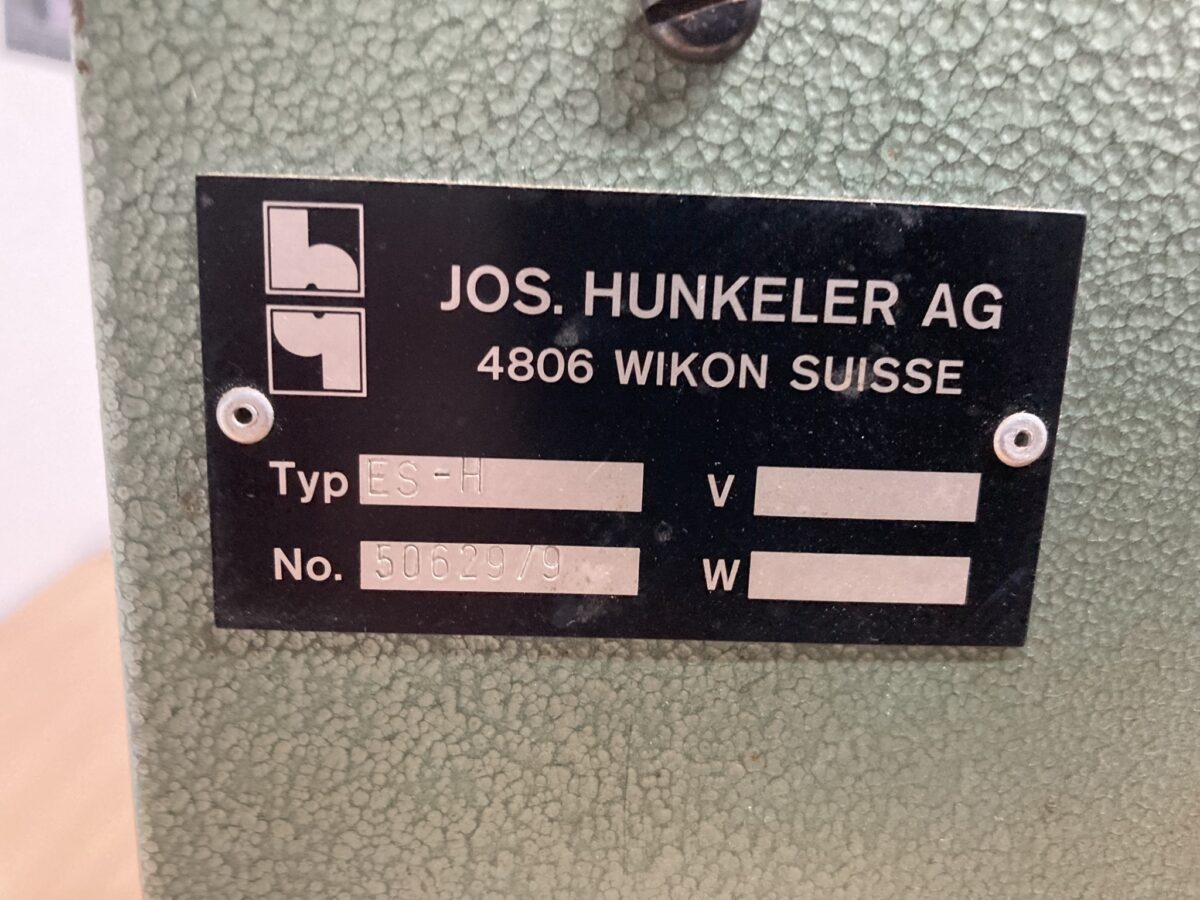 JOS. HUNKELER AG
4806 WIKON SUISSE
Typ ES-H
V
No. 50629/9
W